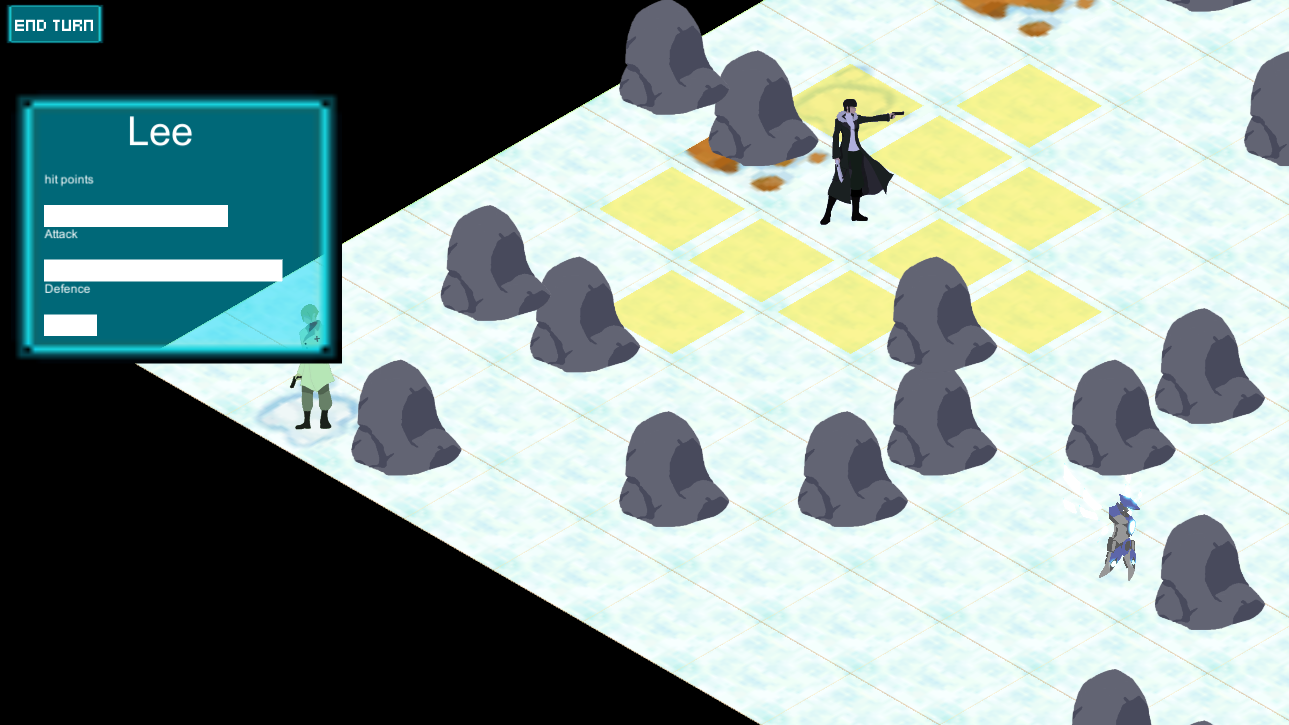 END TURN
Lee
hit points
Attack
Defence